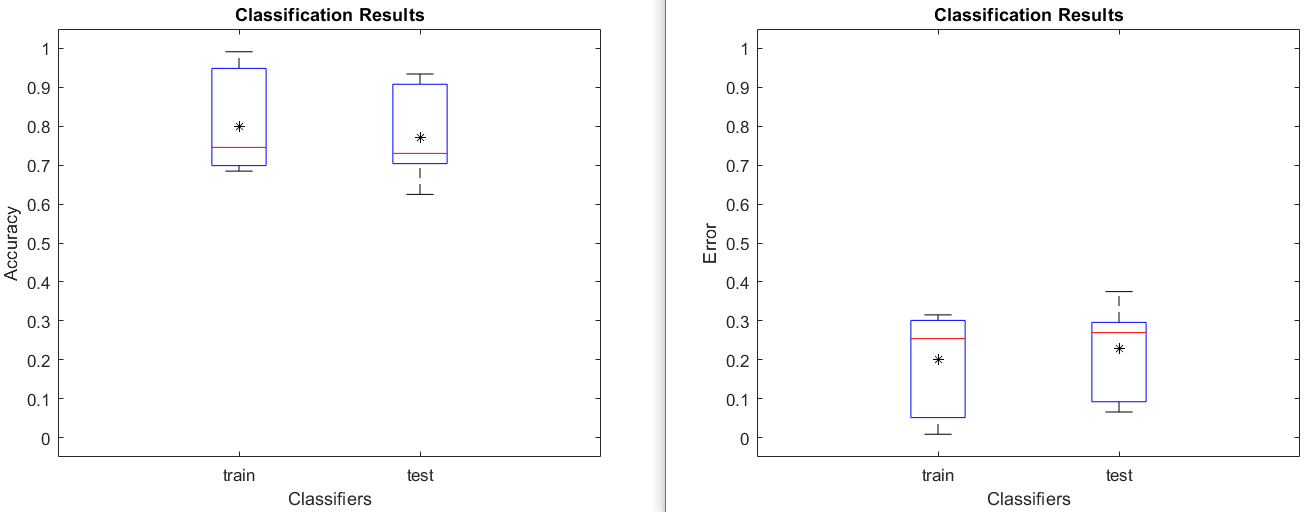 Classification Results
Accuracy
1
0.9
0.8
0.7
0.6
0.5
0.4
0.3
0.2
0.1
0
train test
Classifiers
Classification Results
Error
1
0.9
0.8
0.7
0.6
0.5
0.4
0.3
0.2
0.1
0
train test
Classifiers